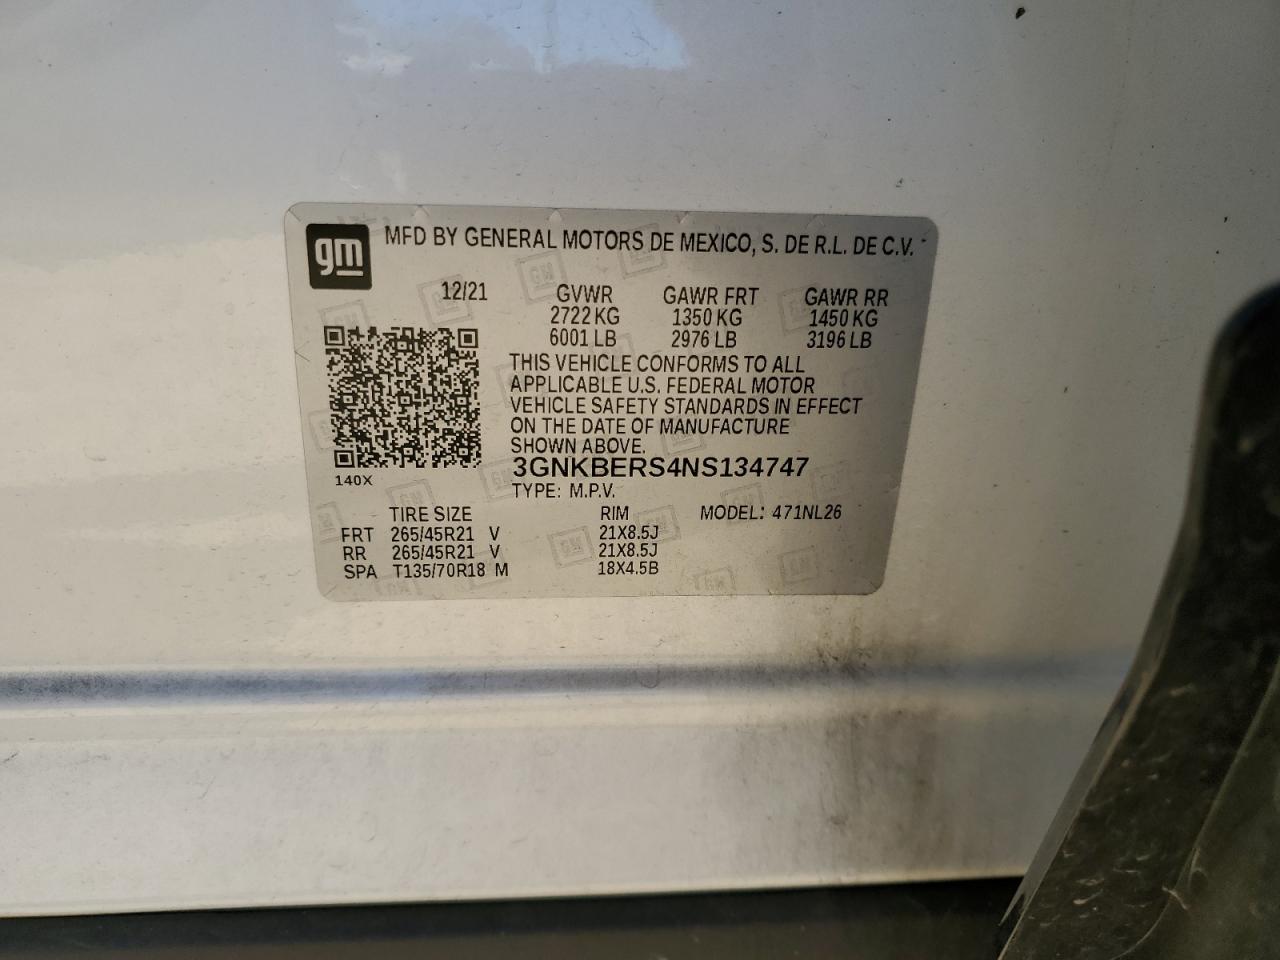 gm
MFD BY GENERAL MOTORS DE MEXICO, S. DE R.L. DE C.V.
12/21 GVWR GAWR FRT GAWR RR
2722 KG 1350 KG 1450 KG
6001 LB 2976 LB 3196 LB
THIS VEHICLE CONFORMS TO ALL
APPLICABLE U.S. FEDERAL MOTOR
VEHICLE SAFETY STANDARDS IN EFFECT
ON THE DATE OF MANUFACTURE
SHOWN ABOVE.
3GNKBERS4NS134747
140X
TYPE: M.P.V.
TIRE SIZE RIM MODEL: 471NL26
FRT 265/45R21 V 21X8.5J
RR 265/45R21 V 21X8.5J
SPA T135/70R18 M 18X4.5B